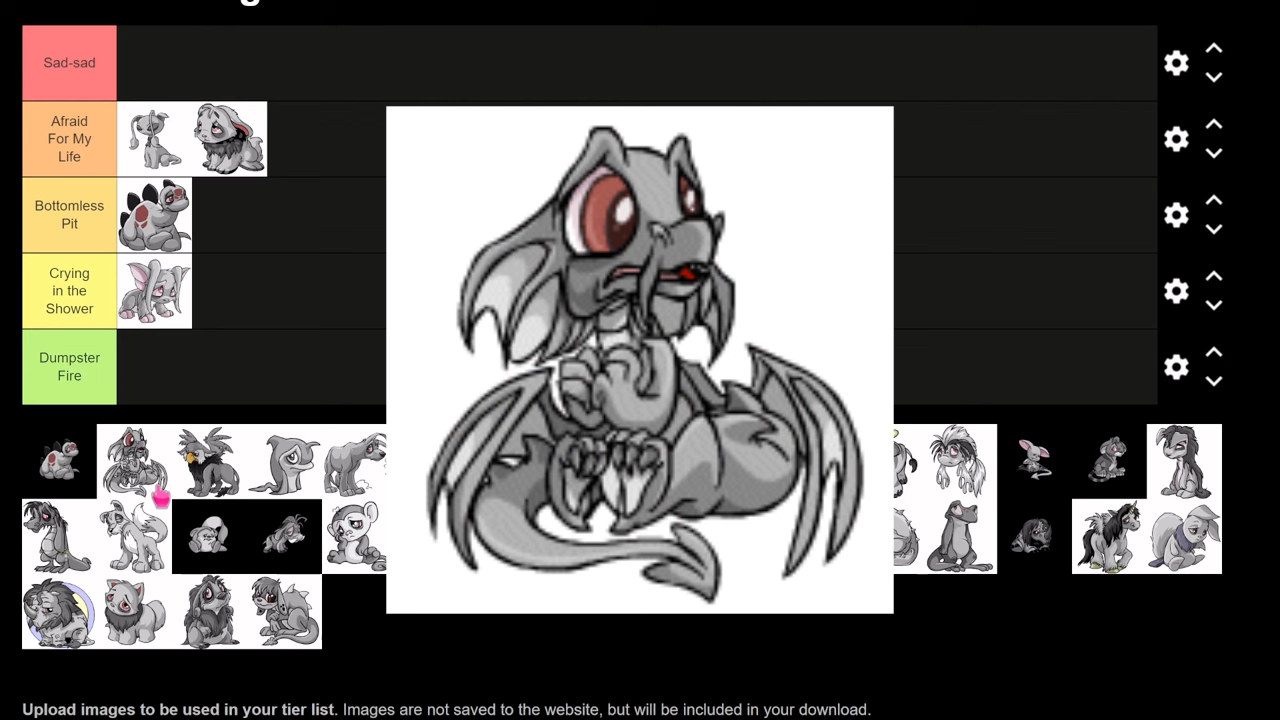 Sad-sad
Afraid
For My
Life
Bottomless
Pit
Crying
in the
Shower
Dumpster
Fire
Upload images to be used in your tier list. Images are not saved to the website, but will be included in your download.